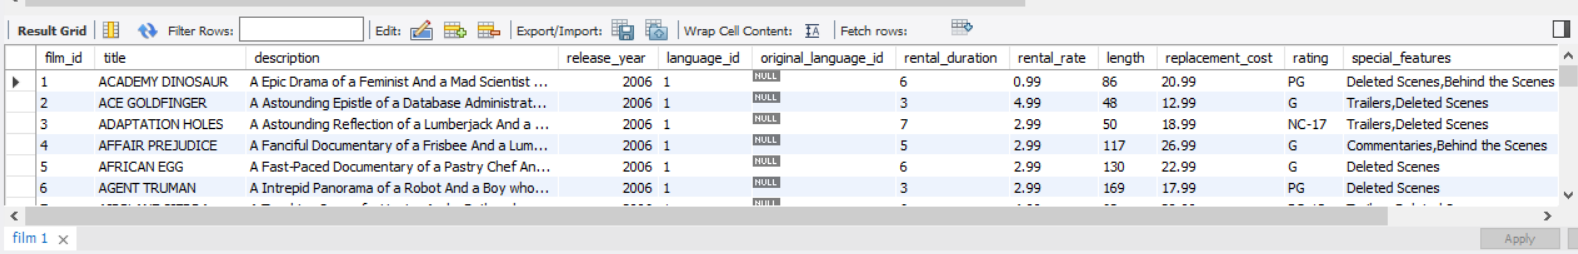 Result Grid Filter Rows: Edit: Export/Import: Wrap Cell Content: IA Fetch rows:
film_id title description release_year language_id original_language_id rental_duration rental_rate length replacement_cost rating special_features
1 ACADEMY DINOSAUR A Epic Drama of a Feminist And a Mad Scientist ... 2006 1 NULL 6 0.99 86 20.99 PG Deleted Scenes,Behind the Scenes
2 ACE GOLDFINGER A Astounding Epistle of a Database Administrat... 2006 1 NULL 3 4.99 48 12.99 G Trailers,Deleted Scenes
3 ADAPTATION HOLES A Astounding Reflection of a Lumberjack And a ... 2006 1 NULL 7 2.99 50 18.99 NC-17 Trailers,Deleted Scenes
4 AFFAIR PREJUDICE A Fanciful Documentary of a Frisbee And a Lum... 2006 1 NULL 5 2.99 117 26.99 G Commentaries,Behind the Scenes
5 AFRICAN EGG A Fast-Paced Documentary of a Pastry Chef An... 2006 1 NULL 6 2.99 130 22.99 G Deleted Scenes
6 AGENT TRUMAN A Intrepid Panorama of a Robot And a Boy who... 2006 1 NULL 3 2.99 169 17.99 PG Deleted Scenes
NULL
film 1 Apply